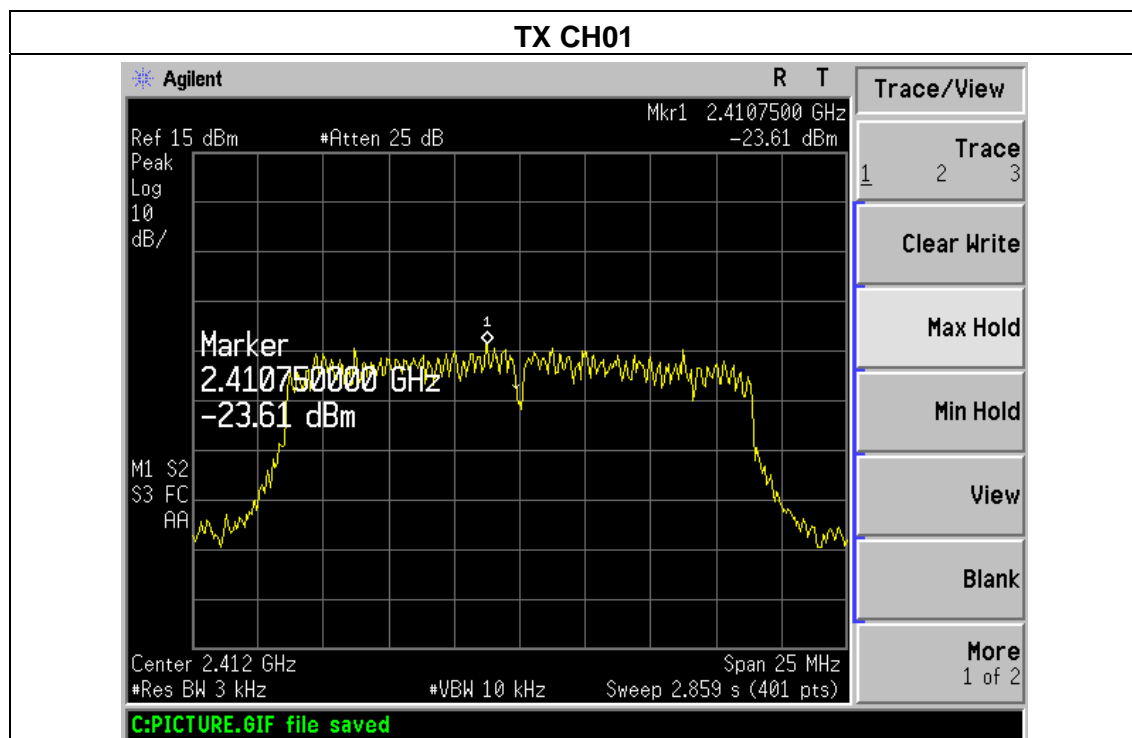 TX CH01
Agilent
R T
Mkr1 2.4107500 GHz
Ref 15 dBm #Atten 25 dB -23.61 dBm
Peak
Log
10
dB/
1
Marker
2.410750000 GHz
-23.61 dBm
M1 S2
S3 FC
AA
Center 2.412 GHz Span 25 MHz
#Res BW 3 kHz #VBW 10 kHz Sweep 2.859 s (401 pts)
C:PICTURE.GIF file saved
Trace/View
Trace
1 2 3
Clear Write
Max Hold
Min Hold
View
Blank
More
1 of 2